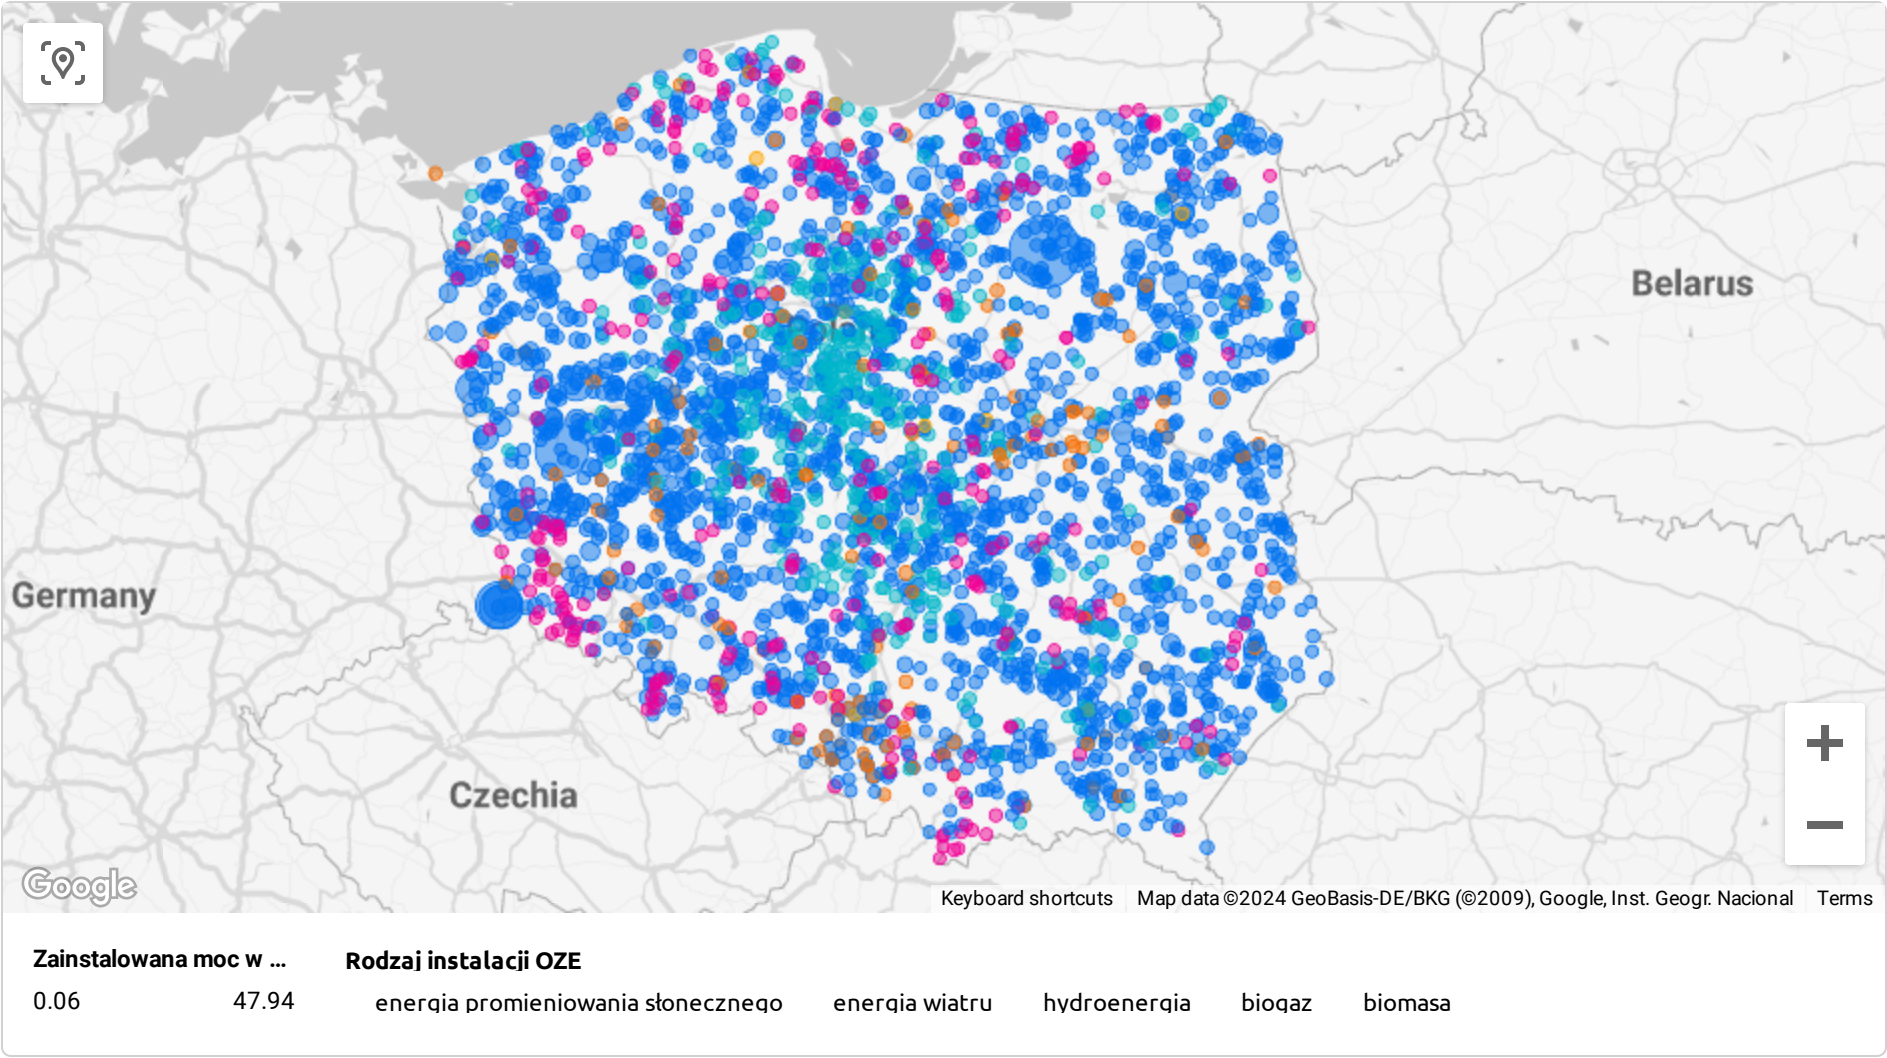 Belarus
Germany
Czechia
Google
Keyboard shortcuts
Map data ©2024 GeoBasis-DE/BKG (©2009), Google, Inst. Geogr. Nacional
Terms
Zainstalowana moc w ...
Rodzaj instalacji OZE
0.06
47.94
energia promieniowania słonecznego
energia wiatru
hydroenergia
biogaz
biomasa